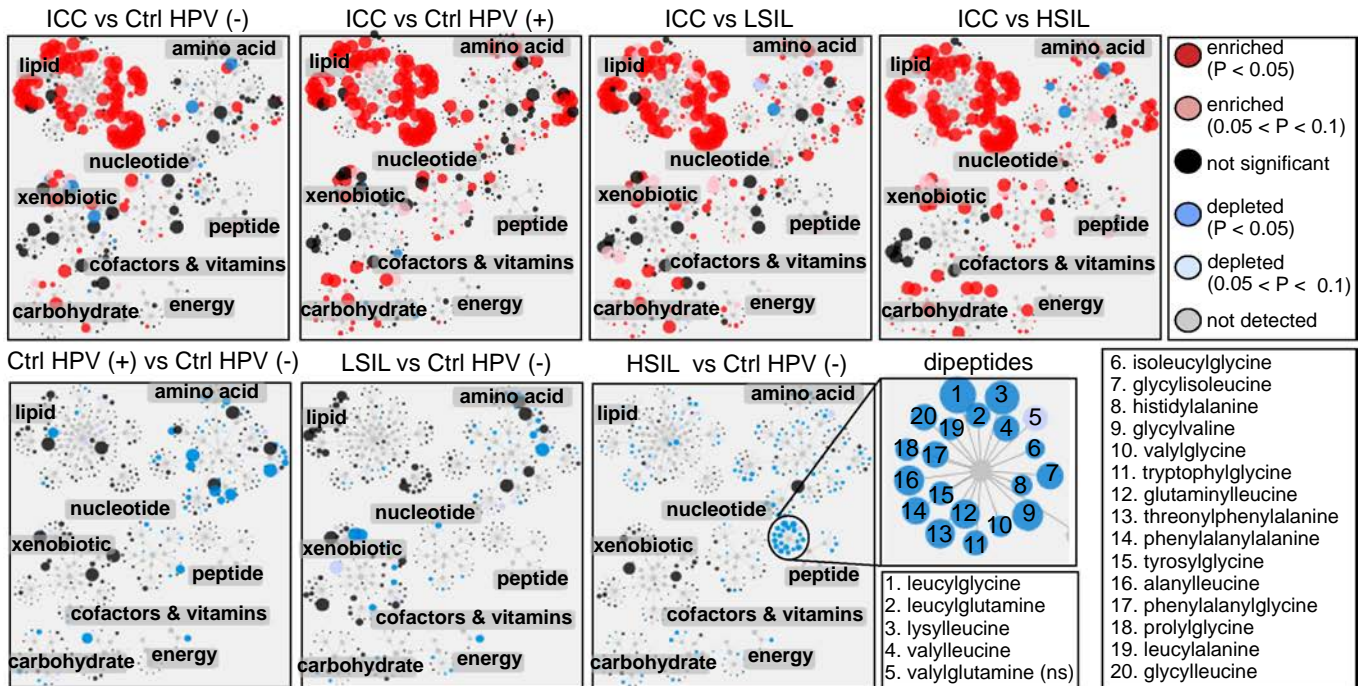 ICC vs Ctrl HPV (-)
ICC vs Ctrl HPV (+)
ICC vs LSIL
ICC vs HSIL
lipid
amino acid
nucleotide
xenobiotic
peptide
cofactors & vitamins
energy
carbohydrate
lipid
amino acid
nucleotide
xenobiotic
peptide
cofactors & vitamins
energy
carbohydrate
lipid
amino acid
nucleotide
xenobiotic
peptide
cofactors & vitamins
energy
carbohydrate
lipid
amino acid
nucleotide
xenobiotic
peptide
cofactors & vitamins
energy
carbohydrate
enriched
(P < 0.05)
enriched
(0.05 < P < 0.1)
not significant
depleted
(P < 0.05)
depleted
(0.05 < P < 0.1)
not detected
Ctrl HPV (+) vs Ctrl HPV (-)
LSIL vs Ctrl HPV (-)
HSIL vs Ctrl HPV (-)
dipeptides
lipid
amino acid
nucleotide
xenobiotic
peptide
cofactors & vitamins
carbohydrate
energy
lipid
amino acid
nucleotide
xenobiotic
peptide
cofactors & vitamins
carbohydrate
energy
lipid
amino acid
nucleotide
xenobiotic
peptide
cofactors & vitamins
carbohydrate
energy
1
3
20
2
5
19
4
18
17
6
7
16
8
15
14
12
9
10
13
11
1. leucylglycine
2. leucylglutamine
3. lysylleucine
4. valylleucine
5. valylglutamine (ns)
6. isoleucylglycine
7. glycylisoleucine
8. histidylalanine
9. glycylvaline
10. valylglycine
11. tryptophylglycine
12. glutaminylleucine
13. threonylphenylalanine
14. phenylalanylalanine
15. tyrosylglycine
16. alanylleucine
17. phenylalanylglycine
18. prolylglycine
19. leucylalanine
20. glycylleucine